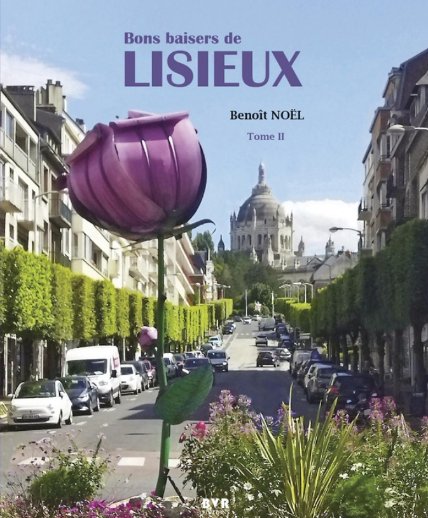 Bons baisers de
LISIEUX
Benoît NOËL
Tome II
BVR